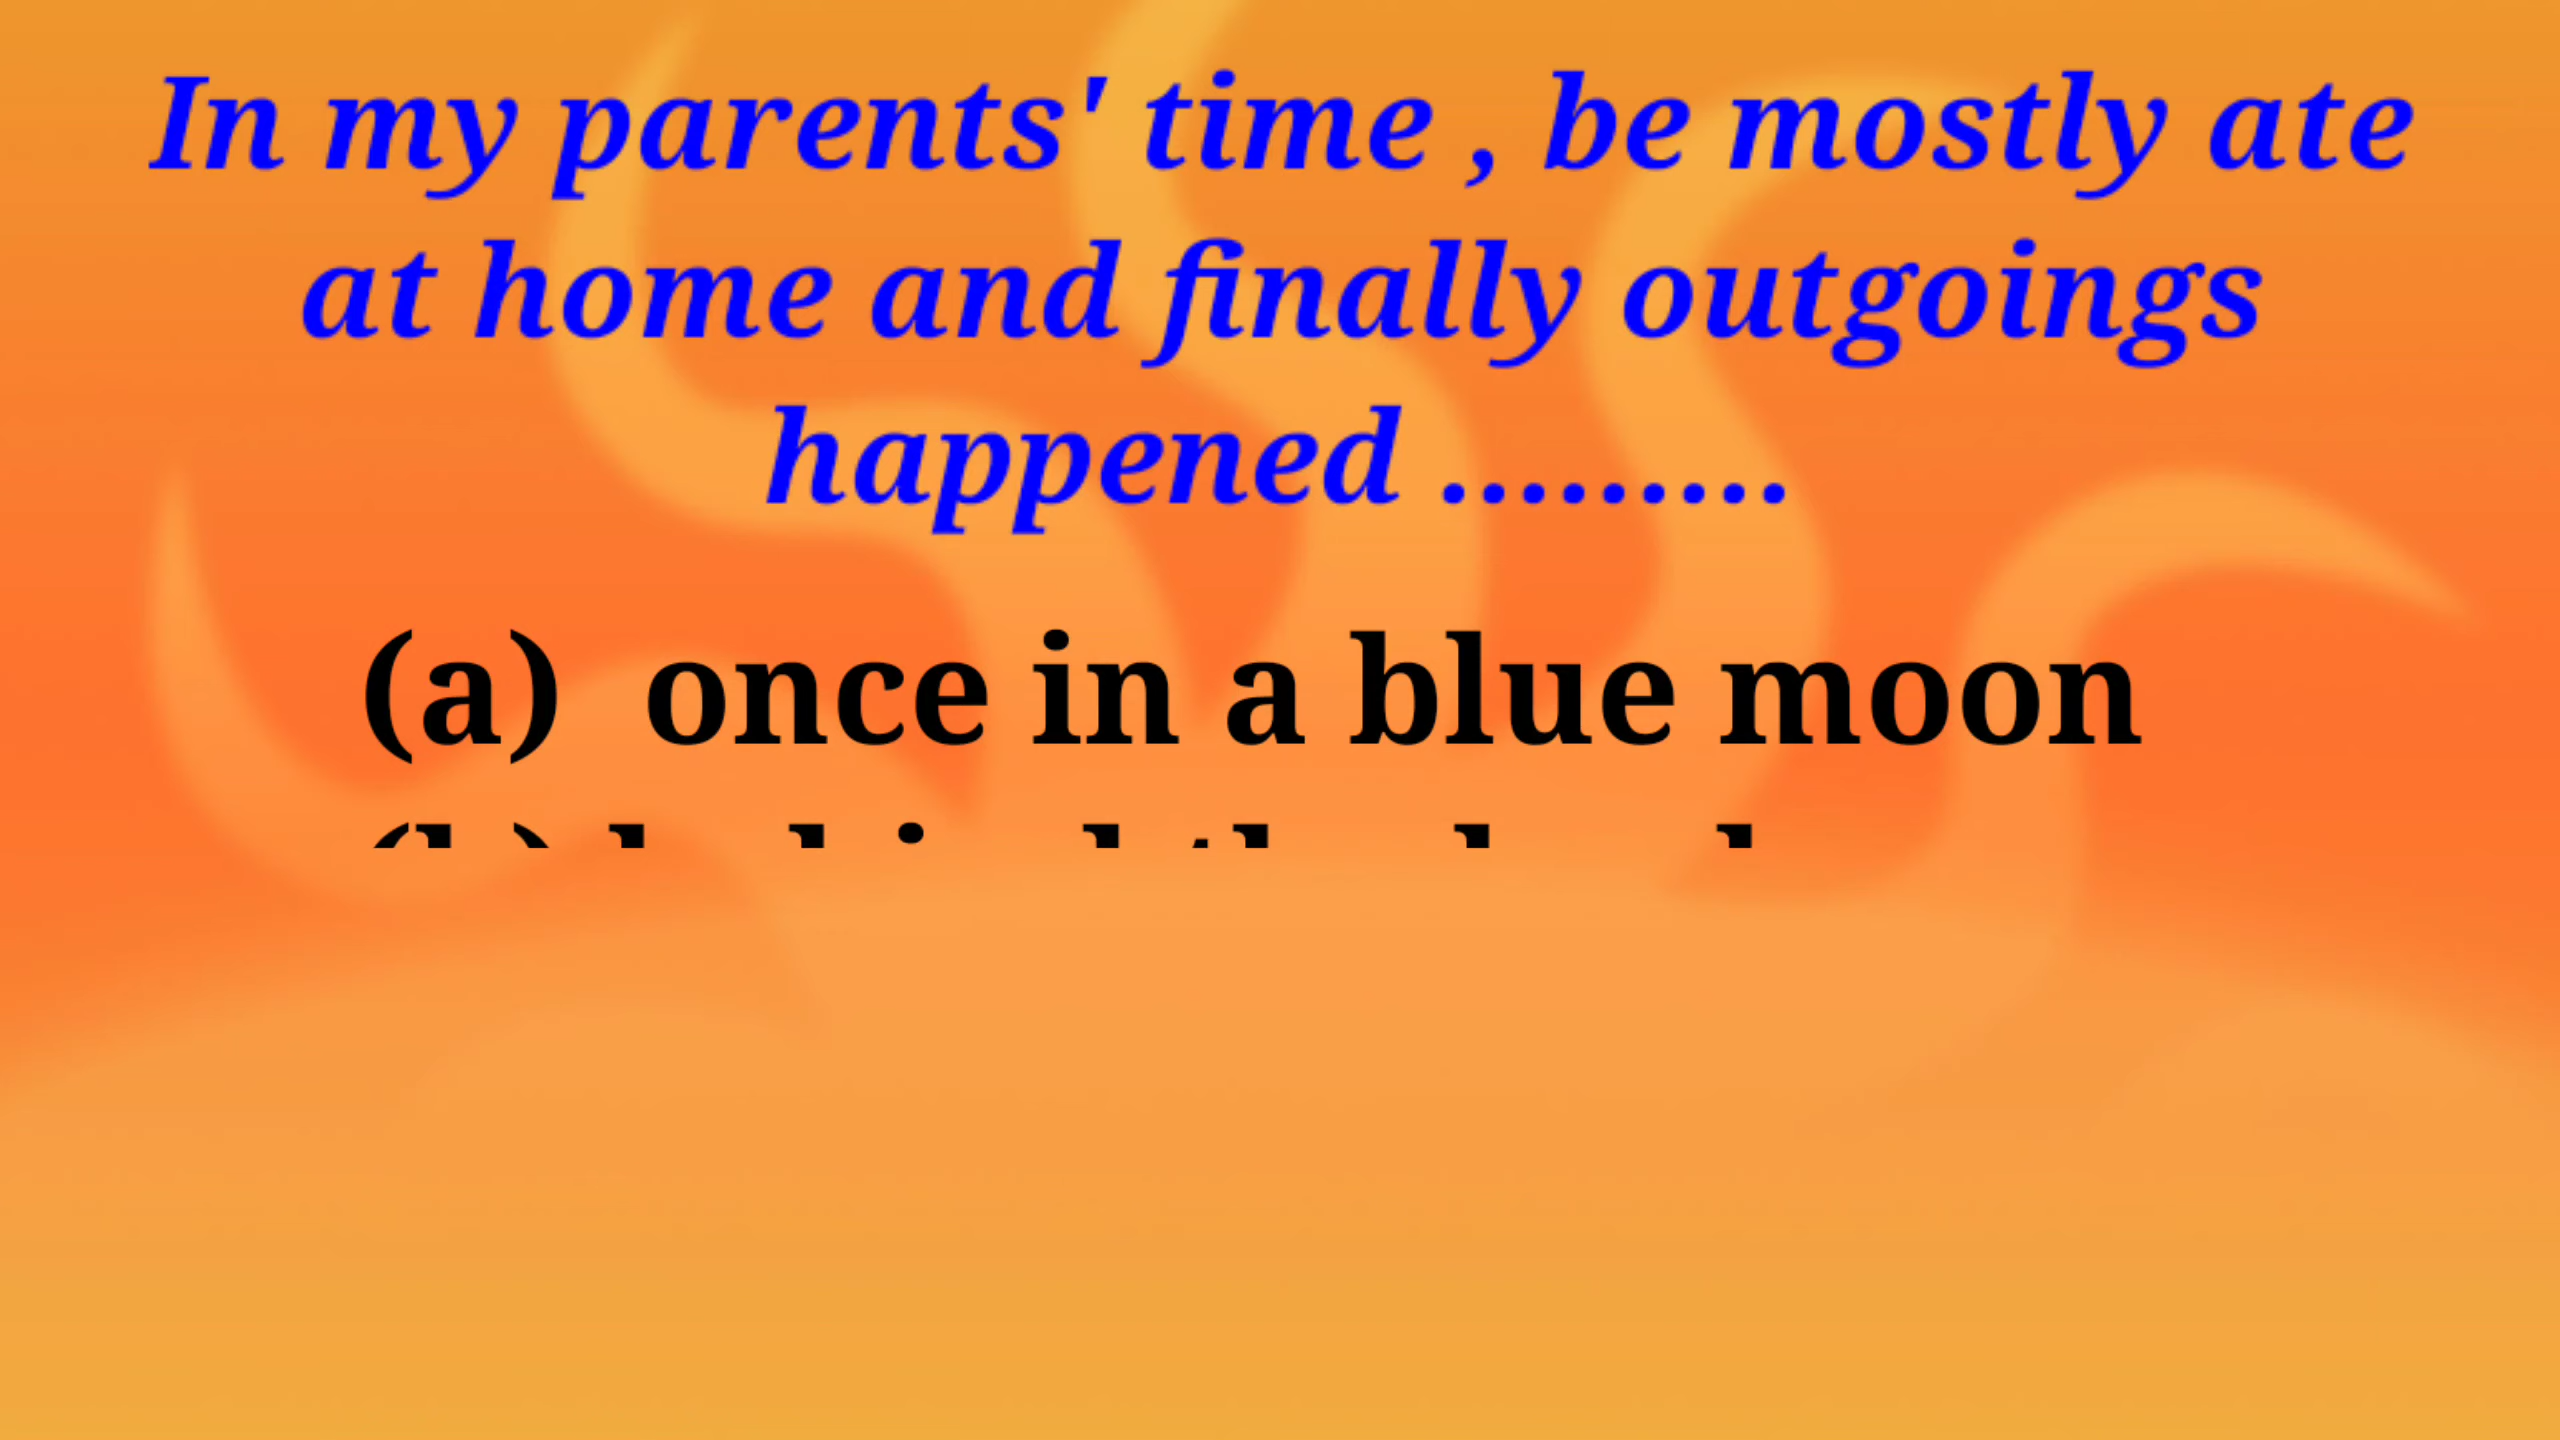 In my parents' time , be mostly ate
at home and finally outgoings
happened .........
(a) once in a blue moon